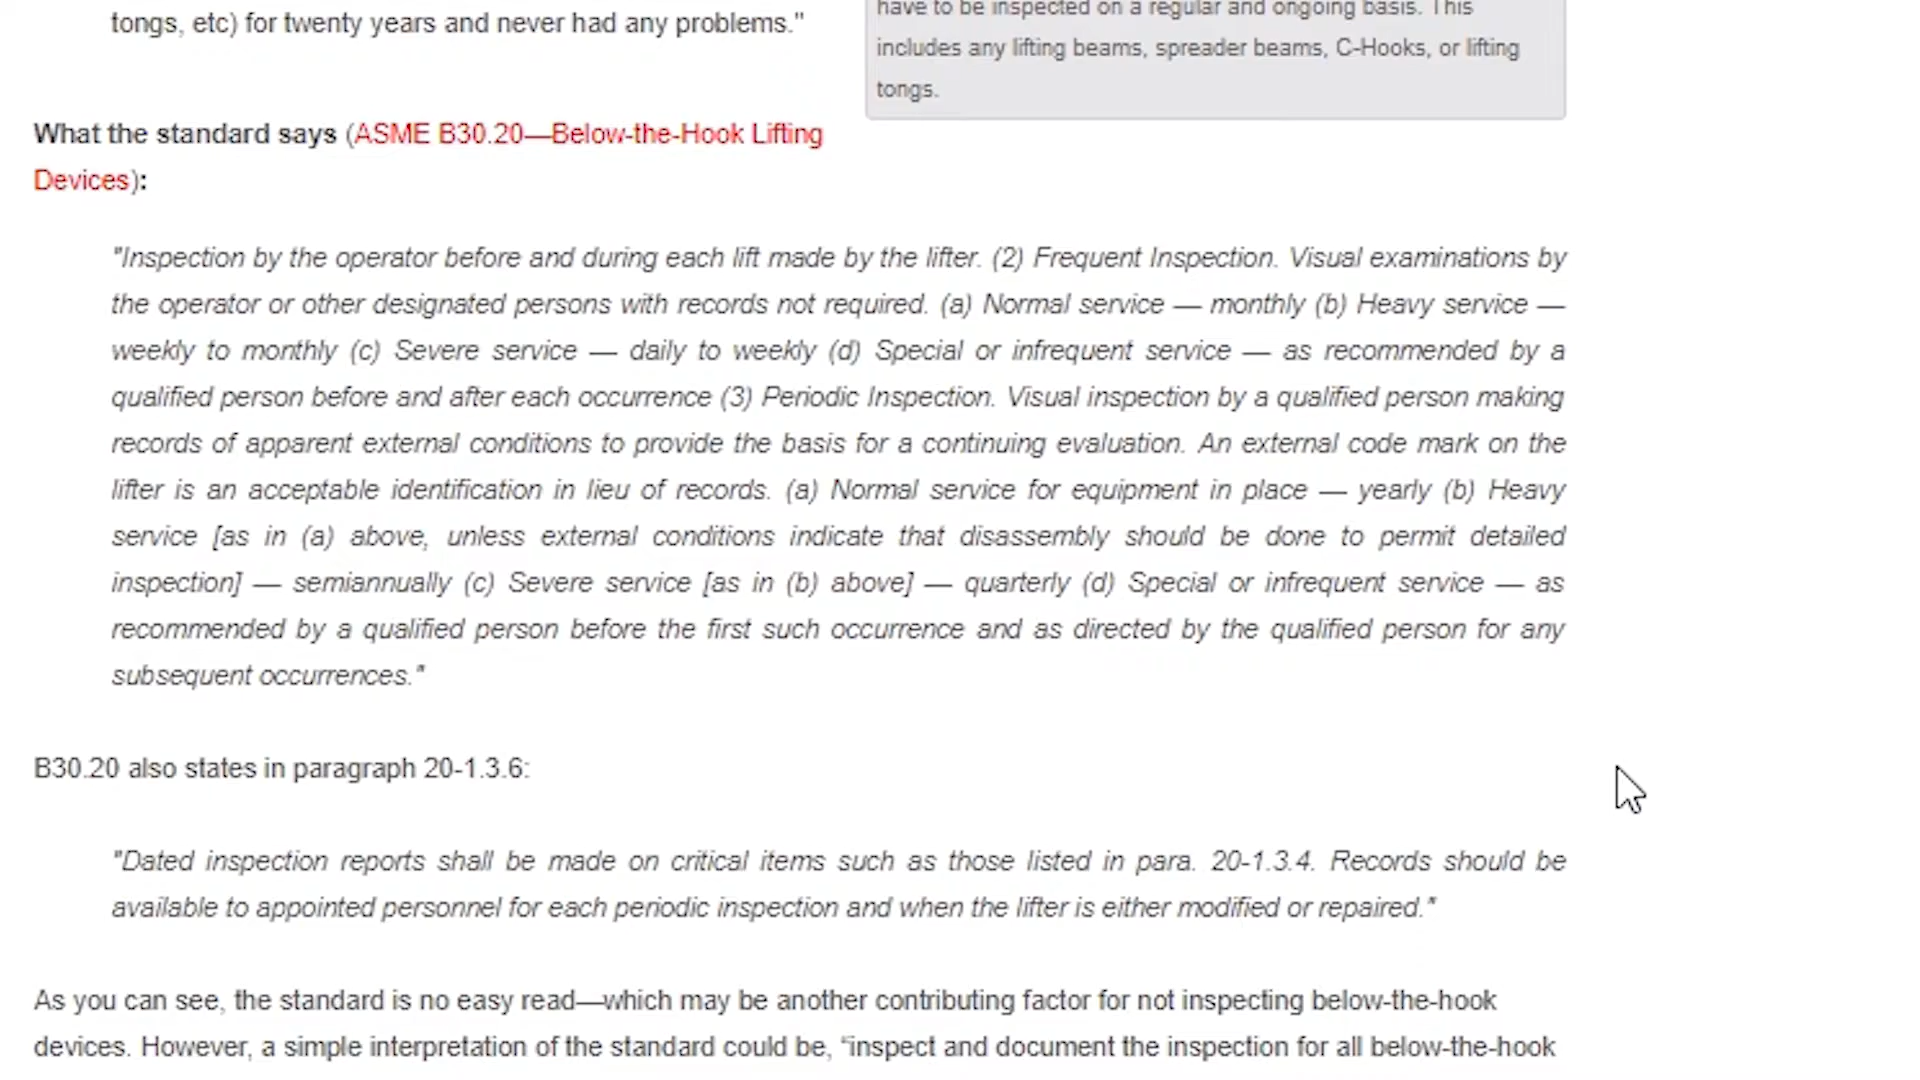 tongs, etc) for twenty years and never had any problems."
have to be inspected on a regular and ongoing basis. This
includes any lifting beams, spreader beams, C-Hooks, or lifting
tongs.
What the standard says (ASME B30.20—Below-the-Hook Lifting
Devices):
"Inspection by the operator before and during each lift made by the lifter. (2) Frequent Inspection. Visual examinations by
the operator or other designated persons with records not required. (a) Normal service — monthly (b) Heavy service —
weekly to monthly (c) Severe service — daily to weekly (d) Special or infrequent service — as recommended by a
qualified person before and after each occurrence (3) Periodic Inspection. Visual inspection by a qualified person making
records of apparent external conditions to provide the basis for a continuing evaluation. An external code mark on the
lifter is an acceptable identification in lieu of records. (a) Normal service for equipment in place — yearly (b) Heavy
service [as in (a) above, unless external conditions indicate that disassembly should be done to permit detailed
inspection] — semiannually (c) Severe service [as in (b) above] — quarterly (d) Special or infrequent service — as
recommended by a qualified person before the first such occurrence and as directed by the qualified person for any
subsequent occurrences."
B30.20 also states in paragraph 20-1.3.6:
"Dated inspection reports shall be made on critical items such as those listed in para. 20-1.3.4. Records should be
available to appointed personnel for each periodic inspection and when the lifter is either modified or repaired."
As you can see, the standard is no easy read—which may be another contributing factor for not inspecting below-the-hook
devices. However, a simple interpretation of the standard could be, “inspect and document the inspection for all below-the-hook